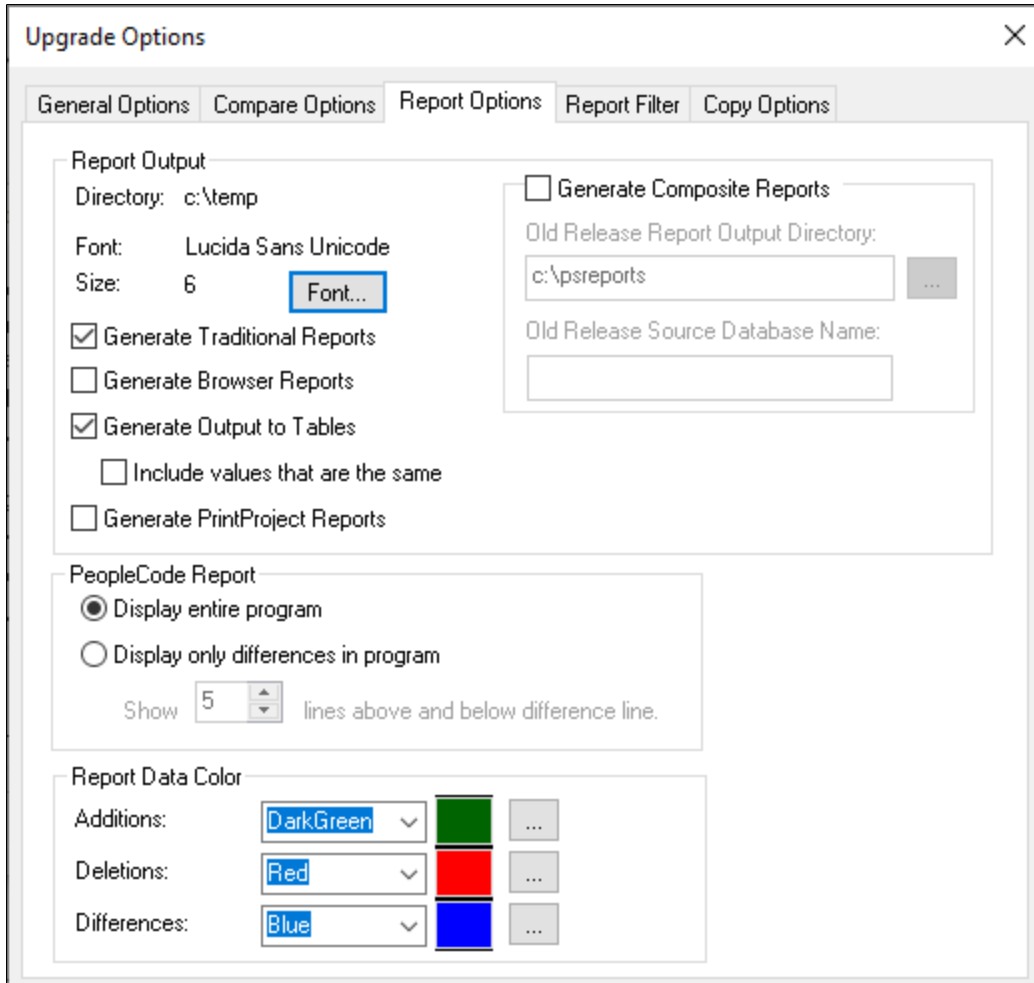 Upgrade Options
General Options Compare Options Report Options Report Filter Copy Options
Report Output
Directory: c:\temp
Font: Lucida Sans Unicode
Size: 6 Font...
Generate Traditional Reports
Generate Browser Reports
Generate Output to Tables
Include values that are the same
Generate PrintProject Reports
Generate Composite Reports
Old Release Report Output Directory:
c:\psreports ...
Old Release Source Database Name:
PeopleCode Report
Display entire program
Display only differences in program
Show 5 lines above and below difference line.
Report Data Color
Additions: DarkGreen ...
Deletions: Red ...
Differences: Blue ...